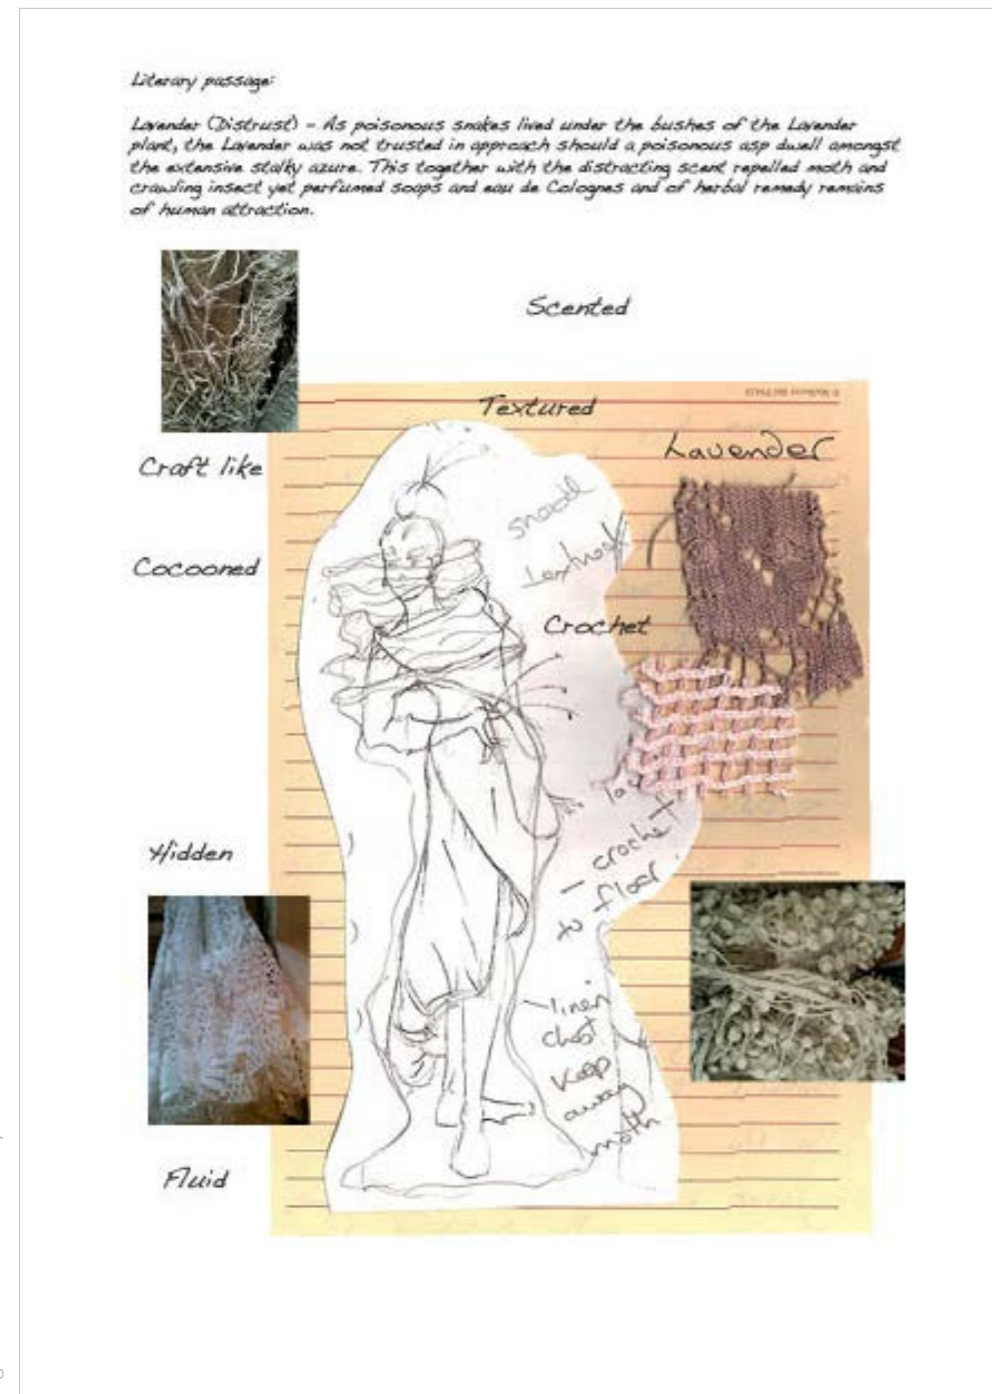 Literary passage:
Lavender (Distrust) - As poisonous snakes lived under the bushes of the Lavender
plant, the Lavender was not trusted in approach should a poisonous asp dwell amongst
the extensive stalky azure. This together with the distracting scent repelled moth and
crawling insect yet perfumed soaps and eau de Colognes and of herbal remedy remains
of human attraction.
Scented
Textured
Lavender
Craft like
snood
Cocooned
Crochet
Hidden
- crochet
to floor
Fluid
- linen
chest
Keep
away
moth